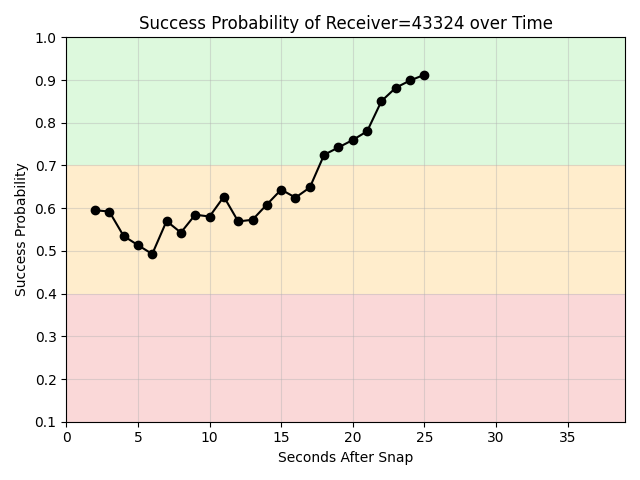 Success Probability of Receiver=43324 over Time
1.0
0.9
0.8
0.7
0.6
0.5
0.4
0.3
0.2
0.1
Success Probability
0 5 10 15 20 25 30 35
Seconds After Snap